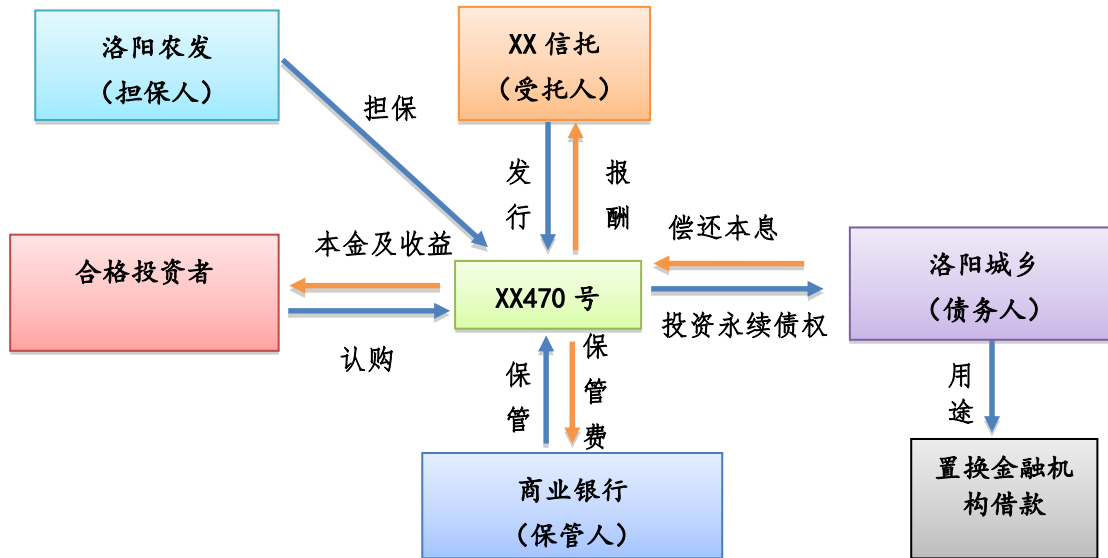 洛阳农发
（担保人）
XX 信托
（受托人）
担保
发行
报酬
合格投资者
本金及收益
认购
XX470 号
偿还本息
投资永续债权
洛阳城乡
（债务人）
保管
保管费
用途
商业银行
（保管人）
置换金融机
构借款